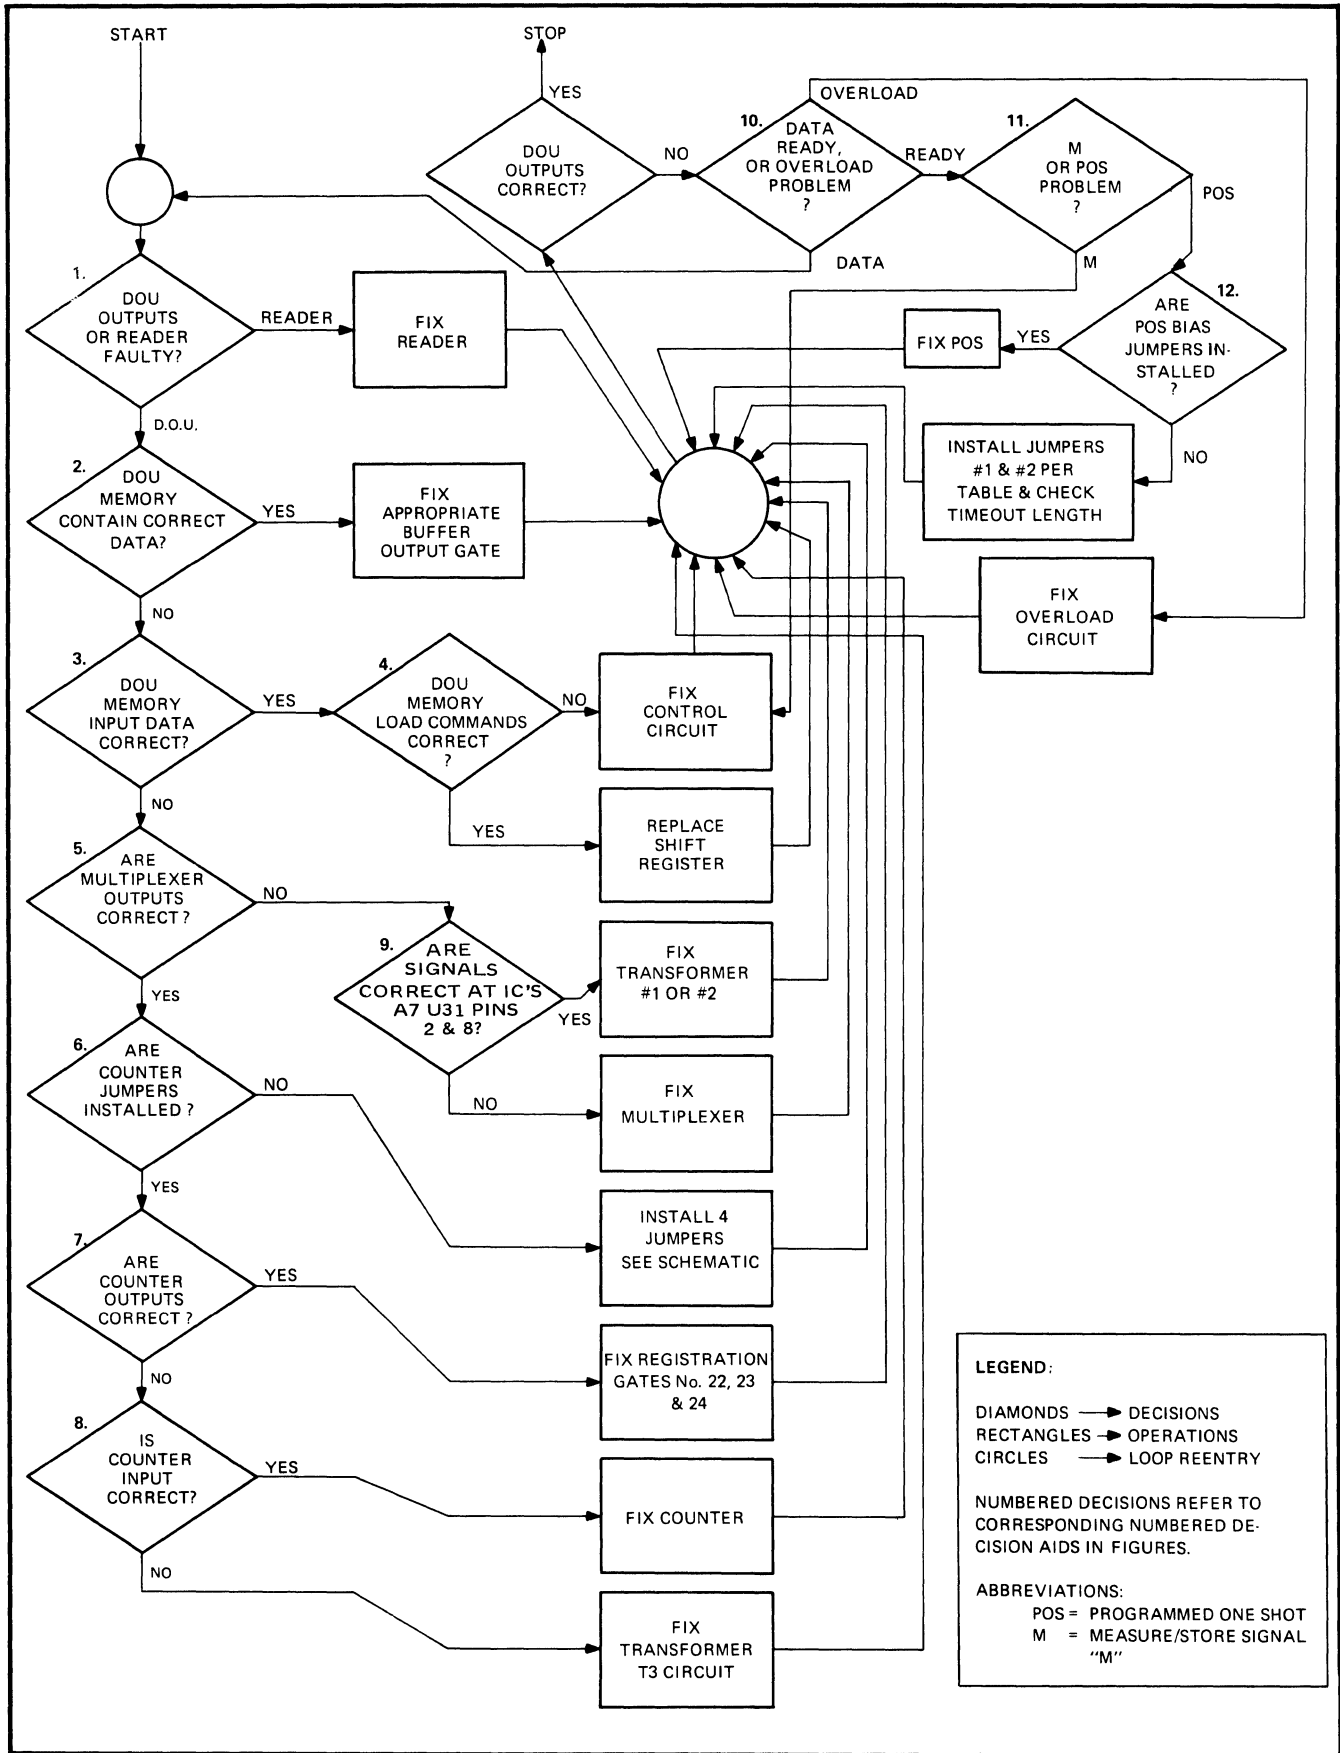 START
STOP
YES
DOU
OUTPUTS
CORRECT?
NO
10.
DATA
READY,
OR OVERLOAD
PROBLEM
?
OVERLOAD
READY
DATA
11.
M
OR POS
PROBLEM
?
POS
M
1.
DOU
OUTPUTS
OR READER
FAULTY?
READER
FIX
READER
D.O.U.
12.
ARE
POS BIAS
JUMPERS IN-
STALLED
?
YES
FIX POS
NO
INSTALL JUMPERS
#1 & #2 PER
TABLE & CHECK
TIMEOUT LENGTH
2.
DOU
MEMORY
CONTAIN CORRECT
DATA?
YES
FIX
APPROPRIATE
BUFFER
OUTPUT GATE
NO
FIX
OVERLOAD
CIRCUIT
3.
DOU
MEMORY
INPUT DATA
CORRECT?
YES
4.
DOU
MEMORY
LOAD COMMANDS
CORRECT
?
NO
FIX
CONTROL
CIRCUIT
NO
YES
REPLACE
SHIFT
REGISTER
5.
ARE
MULTIPLEXER
OUTPUTS
CORRECT?
NO
YES
9.
ARE
SIGNALS
CORRECT AT IC'S
A7 U31 PINS
2 & 8?
YES
FIX
TRANSFORMER
#1 OR #2
NO
FIX
MULTIPLEXER
6.
ARE
COUNTER
JUMPERS
INSTALLED?
NO
YES
INSTALL 4
JUMPERS
SEE SCHEMATIC
7.
ARE
COUNTER
OUTPUTS
CORRECT?
YES
NO
FIX REGISTRATION
GATES No. 22, 23
& 24
8.
IS
COUNTER
INPUT
CORRECT?
YES
FIX COUNTER
NO
FIX
TRANSFORMER
T3 CIRCUIT
LEGEND:
DIAMONDS → DECISIONS
RECTANGLES → OPERATIONS
CIRCLES → LOOP REENTRY
NUMBERED DECISIONS REFER TO
CORRESPONDING NUMBERED DE-
CISION AIDS IN FIGURES.
ABBREVIATIONS:
POS = PROGRAMMED ONE SHOT
M = MEASURE/STORE SIGNAL
"M"